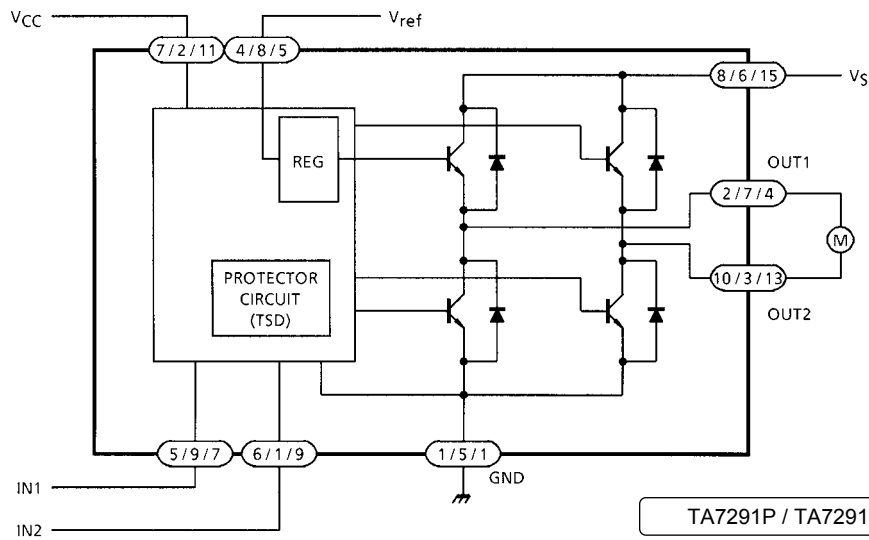 VCC
Vref
7 / 2 / 11
4 / 8 / 5
8 / 6 / 15
VS
REG
OUT1
2 / 7 / 4
M
PROTECTOR
CIRCUIT
(TSD)
10 / 3 / 13
OUT2
5 / 9 / 7
6 / 1 / 9
1 / 5 / 1
GND
IN1
IN2
TA7291P / TA7291